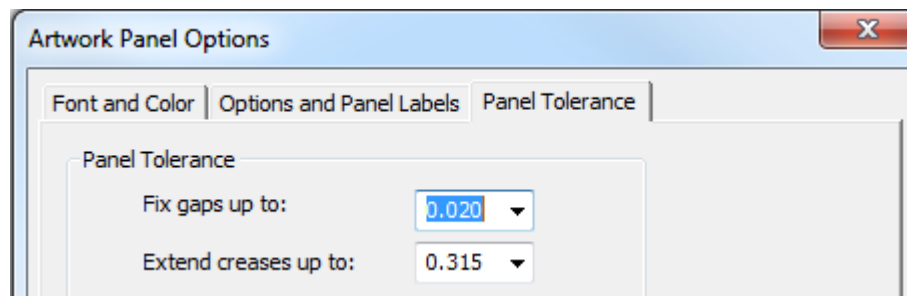 Artwork Panel Options
Font and Color Options and Panel Labels Panel Tolerance
Panel Tolerance
Fix gaps up to: 0.020
Extend creases up to: 0.315